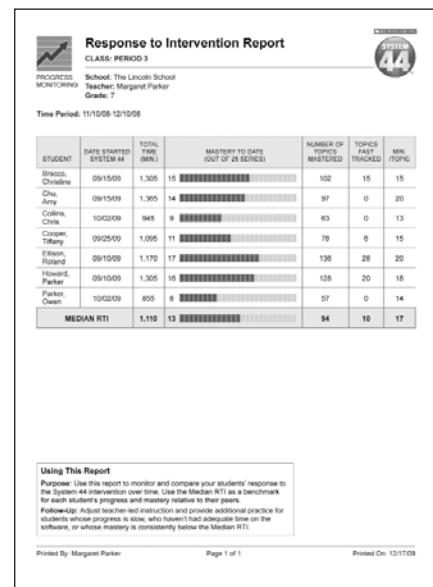 Response to Intervention Report
CLASS: PERIOD 3
SYSTEM
44
PROGRESS
MONITORING
School: The Lincoln School
Teacher: Margaret Parker
Grade: 7
Time Period: 11/10/08-12/10/08
STUDENT DATE STARTED SYSTEM 44 TOTAL TIME (MIN.) MASTERY TO DATE (OUT OF 25 SERIES) NUMBER OF TOPICS MASTERED TOPICS FAST TRACKED MIN. /TOPIC
Bracco, Christine 09/15/09 1,305 15 102 15 15
Chu, Amy 09/15/09 1,365 14 97 0 20
Collins, Chris 10/02/09 945 9 63 0 13
Cooper, Tiffany 09/25/09 1,095 11 78 6 15
Ellison, Roland 09/10/09 1,170 17 136 28 20
Howard, Parker 09/10/09 1,305 16 128 20 18
Parker, Owen 10/02/09 855 8 57 0 14
MEDIAN RTI 1,110 13 94 10 17
Using This Report
Purpose: Use this report to monitor and compare your students' response to
the System 44 intervention over time. Use the Median RTI as a benchmark
for each student's progress and mastery relative to their peers.
Follow-Up: Adjust teacher-led instruction and provide additional practice for
students whose progress is slow, who haven't had adequate time on the
software, or whose mastery is consistently below the Median RTI.
Printed By: Margaret Parker Page 1 of 1 Printed On: 12/17/09